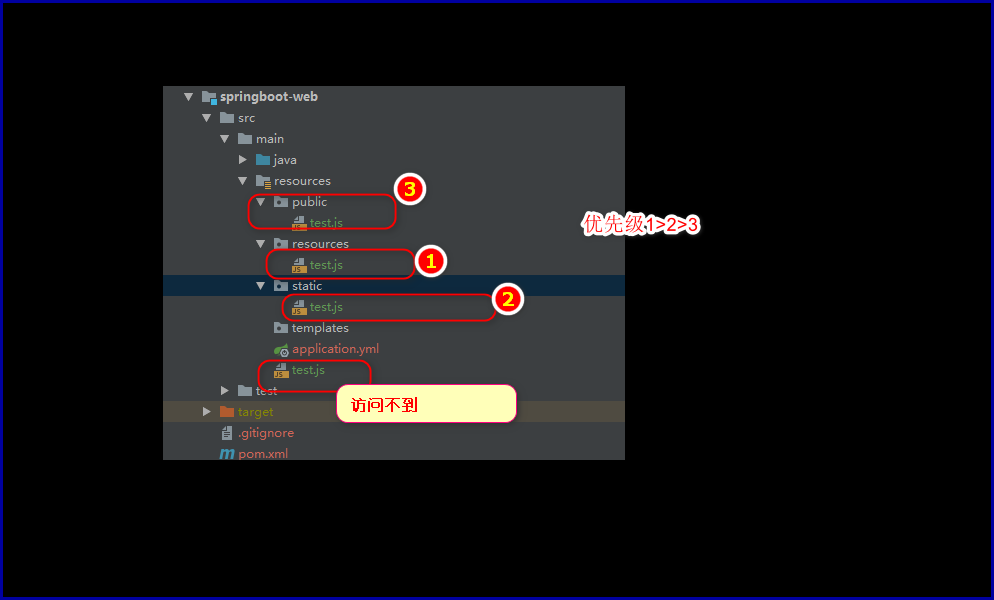 springboot-web
src
main
java
resources
public
3
test.js
优先级1>2>3
resources
test.js
1
static
test.js
2
templates
application.yml
test.js
test
访问不到
target
.gitignore
pom.xml